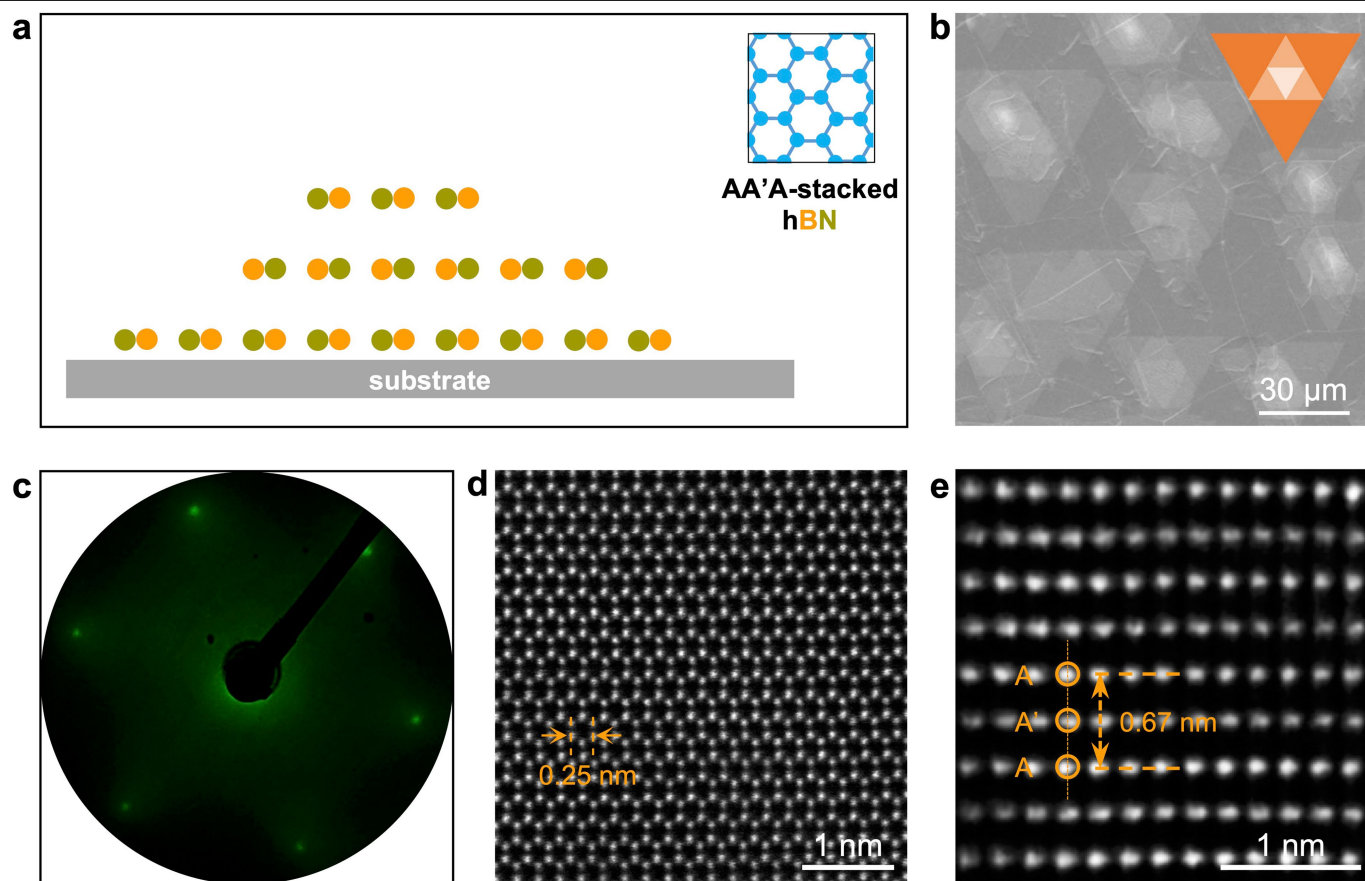 a
AA’A-stacked
hBN
substrate
b
30 µm
c
d
0.25 nm
1 nm
e
A
A'
0.67 nm
A
1 nm